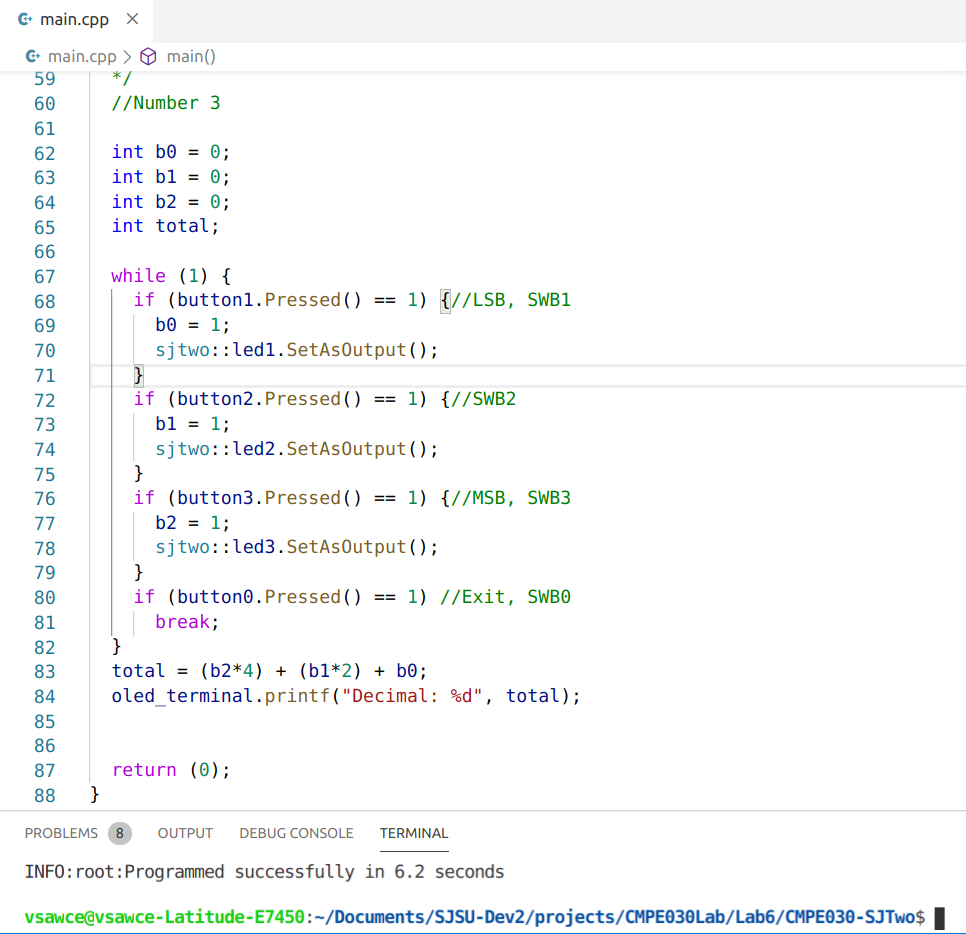 main.cpp ×
main.cpp > main()
59 */
60 //Number 3
61
62 int b0 = 0;
63 int b1 = 0;
64 int b2 = 0;
65 int total;
66
67 while (1) {
68 if (button1.Pressed() == 1) {//LSB, SWB1
69 b0 = 1;
70 sjtwo::led1.SetAsOutput();
71 }
72 if (button2.Pressed() == 1) {//SWB2
73 b1 = 1;
74 sjtwo::led2.SetAsOutput();
75 }
76 if (button3.Pressed() == 1) {//MSB, SWB3
77 b2 = 1;
78 sjtwo::led3.SetAsOutput();
79 }
80 if (button0.Pressed() == 1) //Exit, SWB0
81 break;
82 }
83 total = (b2*4) + (b1*2) + b0;
84 oled_terminal.printf("Decimal: %d", total);
85
86
87 return (0);
88 }
PROBLEMS 8 OUTPUT DEBUG CONSOLE TERMINAL
INFO:root:Programmed successfully in 6.2 seconds
vsawce@vsawce-Latitude-E7450:~/Documents/SJSU-Dev2/projects/CMPE030Lab/Lab6/CMPE030-SJTwo$